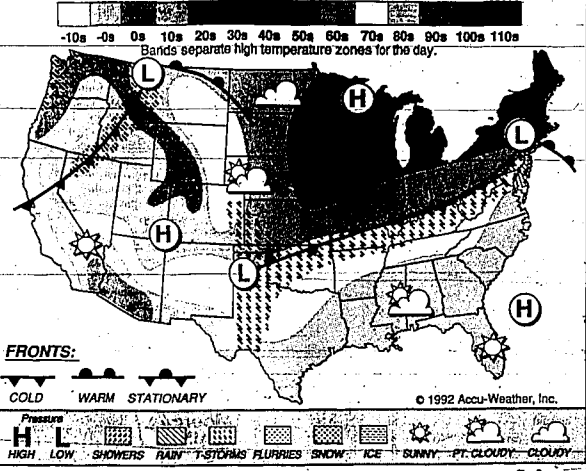 -10s -0s 0s 10s 20s 30s 40s 50s 60s 70s 80s 90s 100s 110s
Bands separate high temperature zones for the day.
L
H
L
H
L
H
FRONTS:
COLD WARM STATIONARY
© 1992 Accu-Weather, Inc.
Pressure
H L
HIGH LOW SHOWERS RAIN T-STORMS FLURRIES SNOW ICE SUNNY PT. CLOUDY CLOUDY